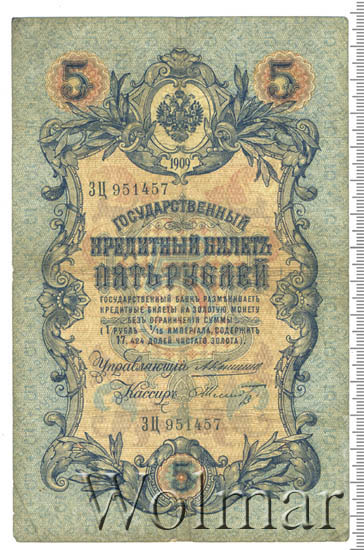 5 5
1909
ЗЦ 951457
ГОСУДАРСТВЕННЫЙ
КРЕДИТНЫЙ БИЛЕТЪ
ПЯТЬ РУБЛЕЙ
ГОСУДАРСТВЕННЫЙ БАНКЪ РАЗМѢНИВАЕТЪ
КРЕДИТНЫЕ БИЛЕТЫ НА ЗОЛОТУЮ МОНЕТУ
БЕЗЪ ОГРАНИЧЕНІЯ СУММЫ
(1 РУБЛЬ = 1/15 ИМПЕРІАЛА, СОДЕРЖИТЪ
17,424 ДОЛЕЙ ЧИСТАГО ЗОЛОТА).
Управляющій
Кассиръ
ЗЦ 951457
5
Wolmar